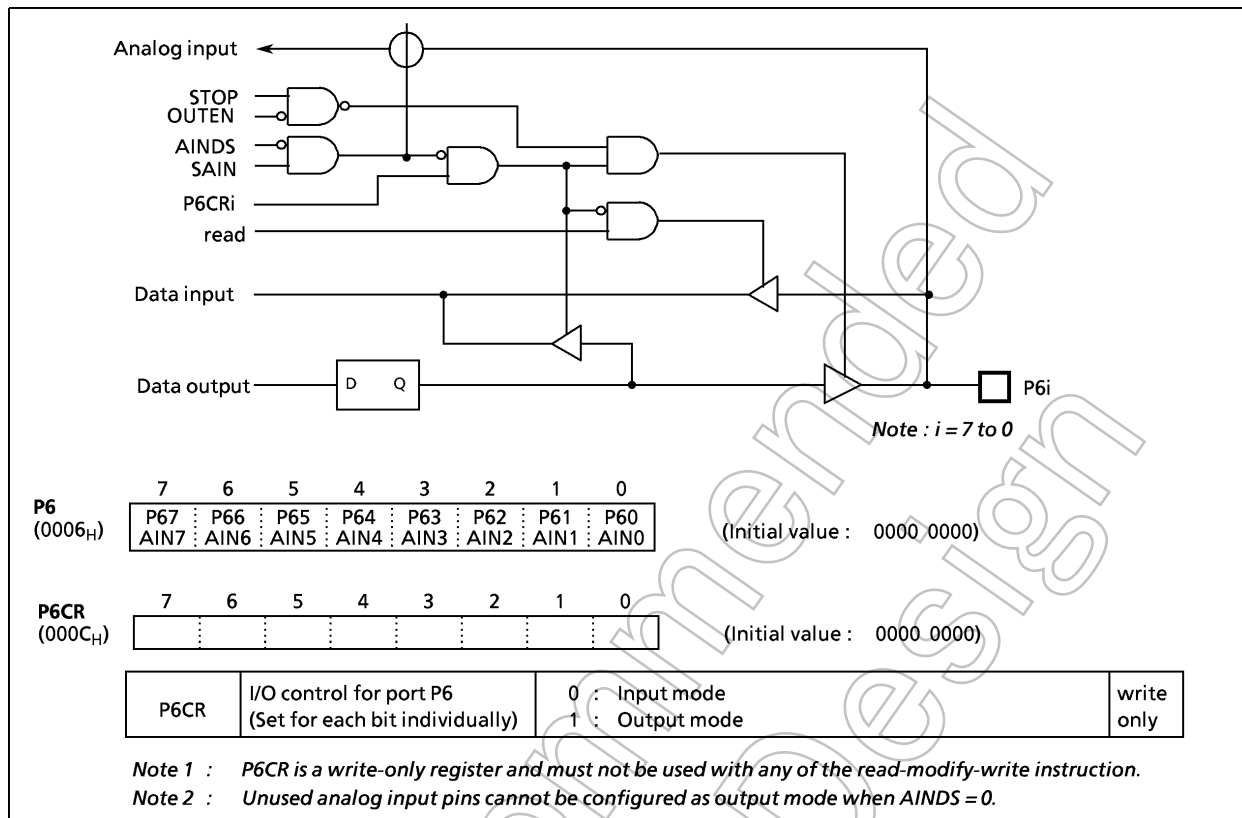 Analog input
STOP
OUTEN
AINDS
SAIN
P6CRi
read
Data input
Data output
D Q
P6i
Note : i = 7 to 0
7 6 5 4 3 2 1 0
P6
(0006H)
P67 P66 P65 P64 P63 P62 P61 P60
AIN7 AIN6 AIN5 AIN4 AIN3 AIN2 AIN1 AIN0
(Initial value : 0000 0000)
7 6 5 4 3 2 1 0
P6CR
(000CH)
(Initial value : 0000 0000)
P6CR
I/O control for port P6
(Set for each bit individually)
0 : Input mode
1 : Output mode
write
only
Note 1 : P6CR is a write-only register and must not be used with any of the read-modify-write instruction.
Note 2 : Unused analog input pins cannot be configured as output mode when AINDS = 0.
ommended
Design